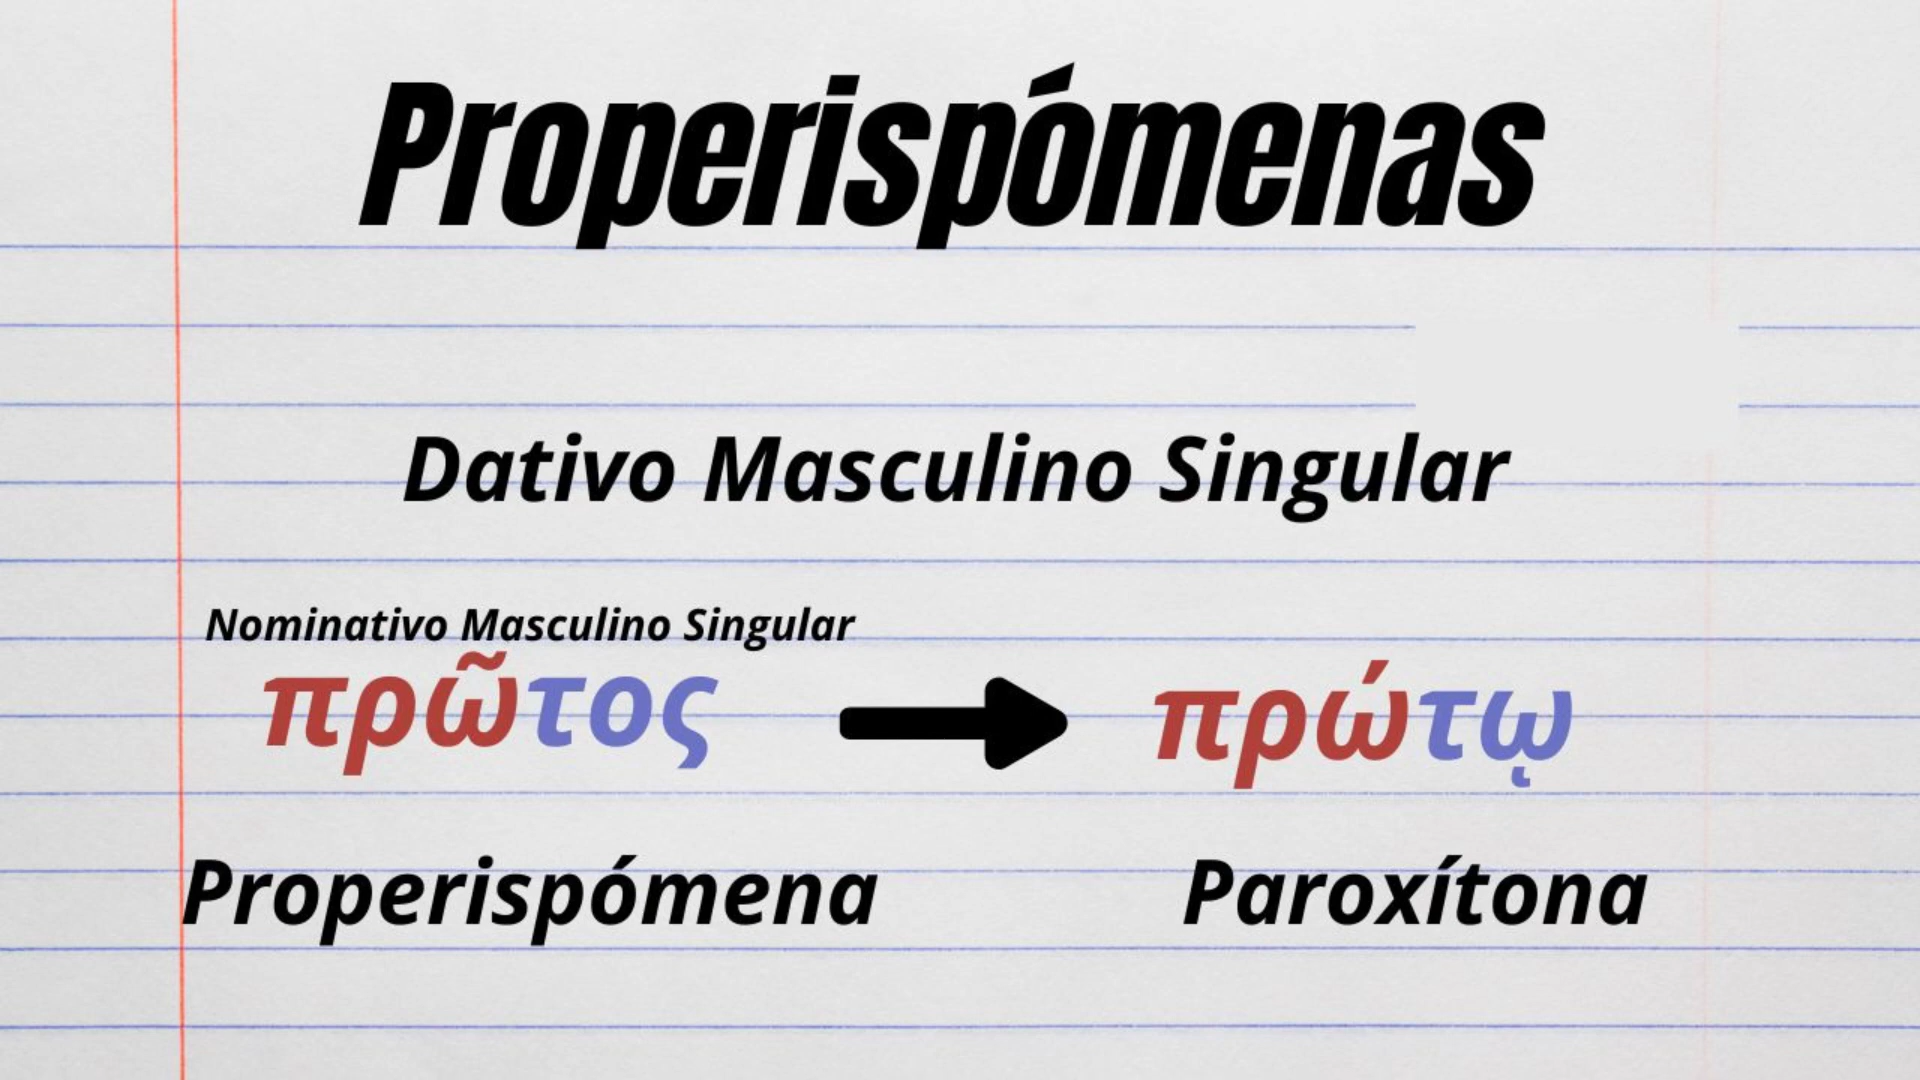 Properispómenas
Dativo Masculino Singular
Nominativo Masculino Singular
πρῶτος πρώτῳ
Properispómena Paroxítona